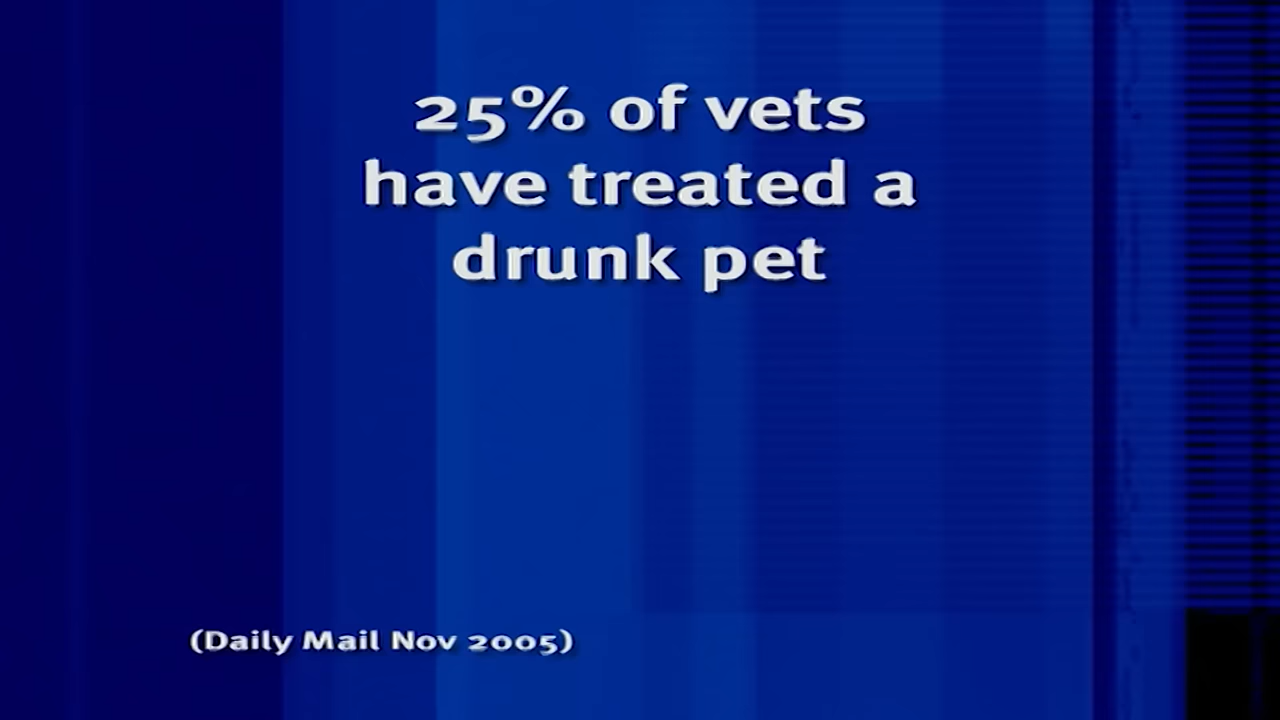 25% of vets
have treated a
drunk pet
(Daily Mail Nov 2005)